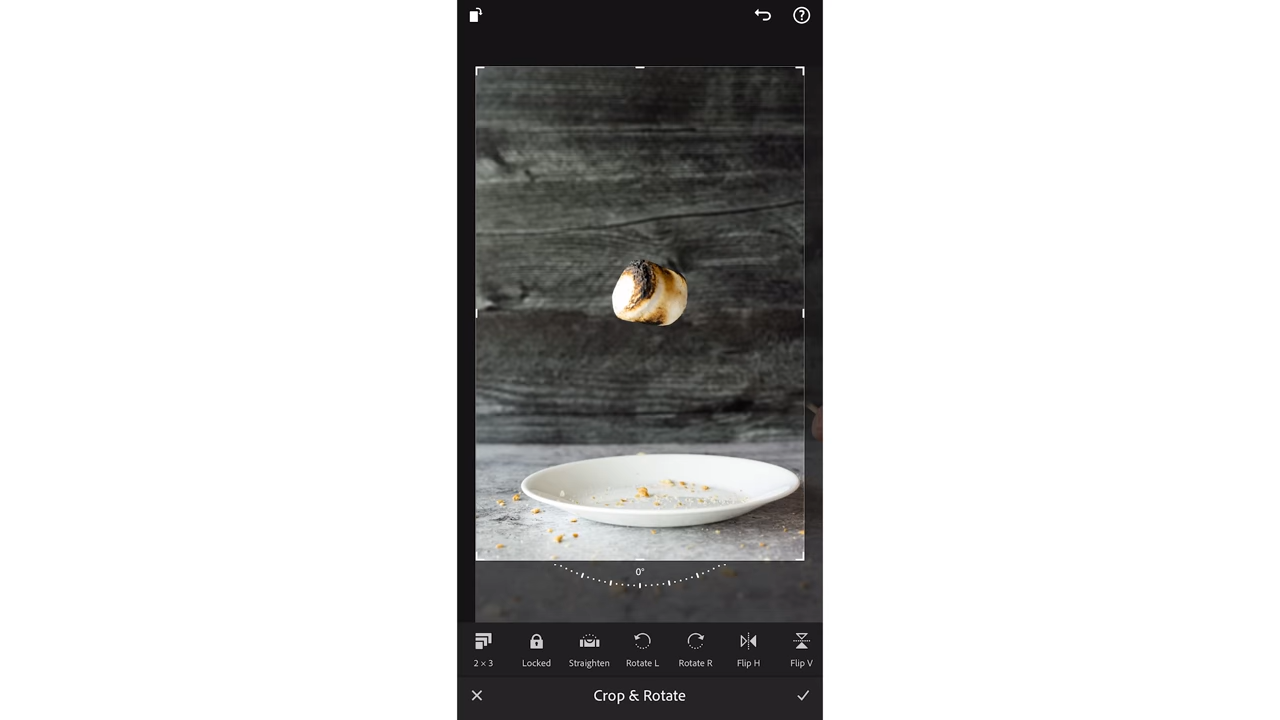 0°
2 × 3 Locked Straighten Rotate L Rotate R Flip H Flip V
Crop & Rotate